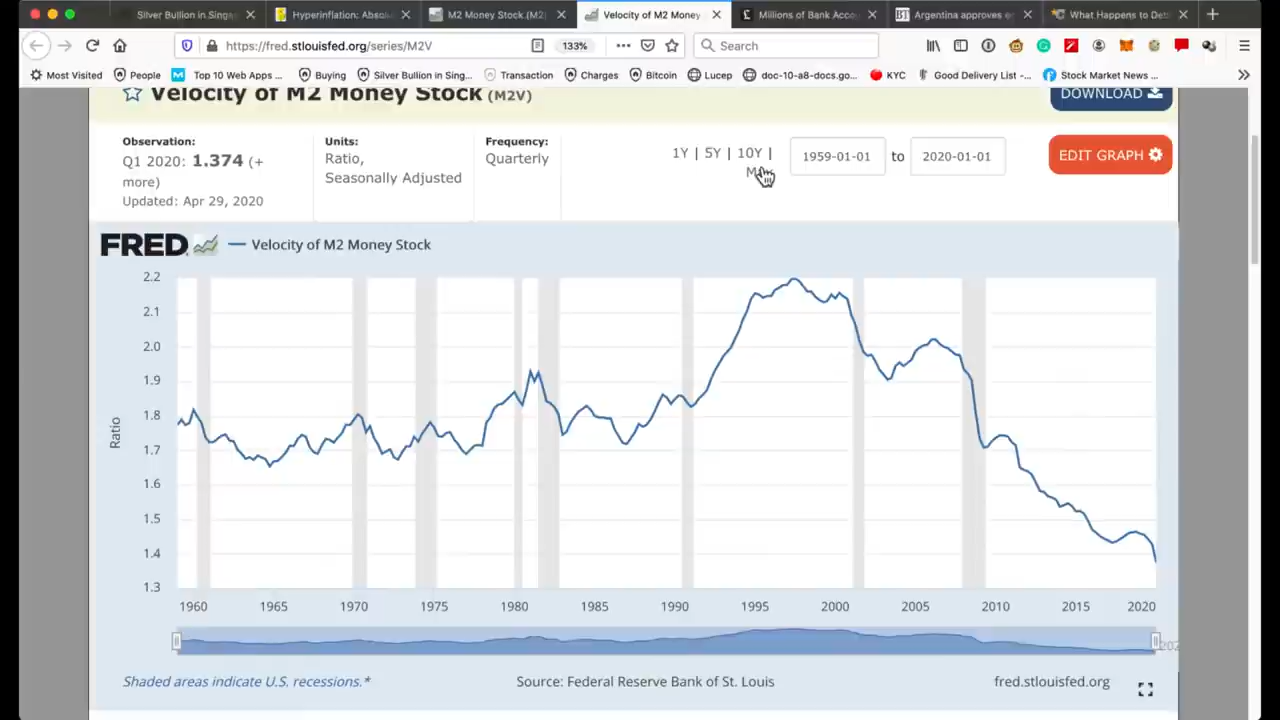 Silver Bullion in Singa
Hyperinflation: Absolu
M2 Money Stock (M2)
Velocity of M2 Money
Millions of Bank Acco
Argentina approves e
What Happens to Det
https://fred.stlouisfed.org/series/M2V
133%
Search
Most Visited
People
Top 10 Web Apps ...
Buying
Silver Bullion in Sing...
Transaction
Charges
Bitcoin
Lucep
doc-10-a8-docs.go...
KYC
Good Delivery List -...
Stock Market News ...
Velocity of M2 Money Stock (M2V)
DOWNLOAD
Observation:
Q1 2020: 1.374 (+
more)
Updated: Apr 29, 2020
Units:
Ratio,
Seasonally Adjusted
Frequency:
Quarterly
1Y | 5Y | 10Y |
1959-01-01 to 2020-01-01
EDIT GRAPH
FRED
Velocity of M2 Money Stock
2.2
2.1
2.0
1.9
1.8
1.7
1.6
1.5
1.4
1.3
Ratio
1960 1965 1970 1975 1980 1985 1990 1995 2000 2005 2010 2015 2020
Shaded areas indicate U.S. recessions.*
Source: Federal Reserve Bank of St. Louis
fred.stlouisfed.org